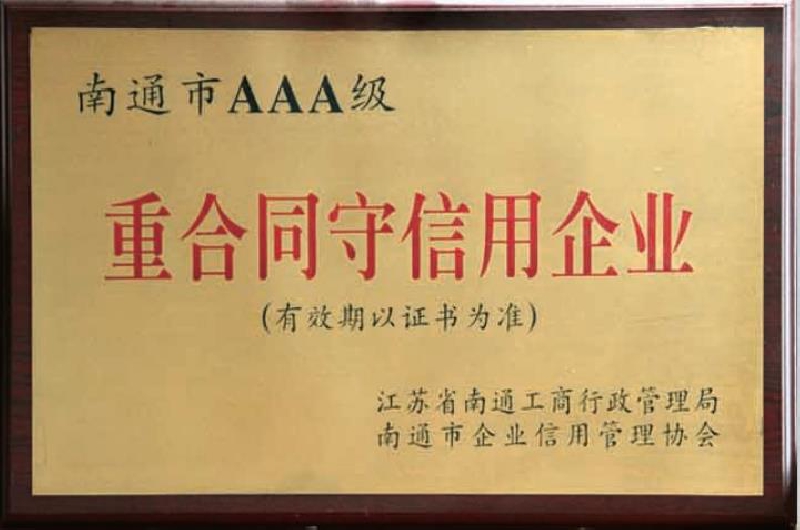 南通市AAA级
重合同守信用企业
(有效期以证书为准)
江苏省南通工商行政管理局
南通市企业信用管理协会